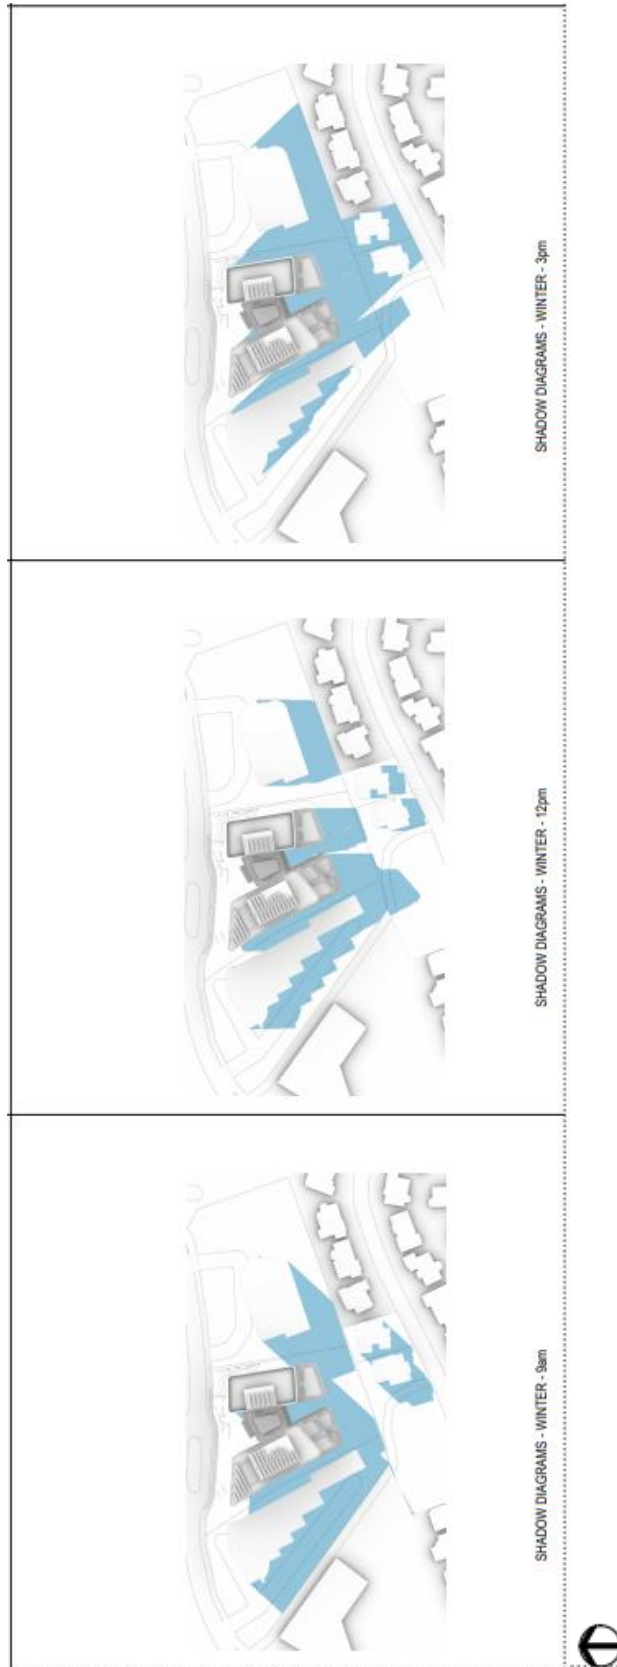 SHADOW DIAGRAMS - WINTER - 9am
SHADOW DIAGRAMS - WINTER - 12pm
SHADOW DIAGRAMS - WINTER - 3pm